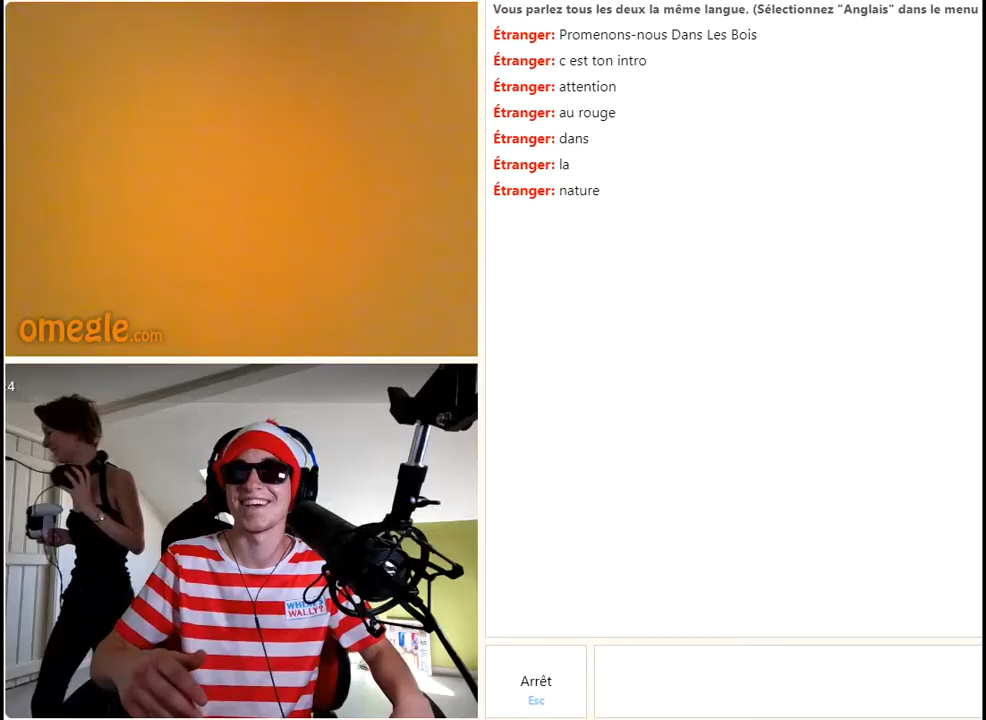 Vous parlez tous les deux la même langue. (Sélectionnez "Anglais" dans le menu
Étranger: Promenons-nous Dans Les Bois
Étranger: c est ton intro
Étranger: attention
Étranger: au rouge
Étranger: dans
Étranger: la
Étranger: nature
omegle.com
4
WHERE'S
WALLY?
Arrêt
Esc